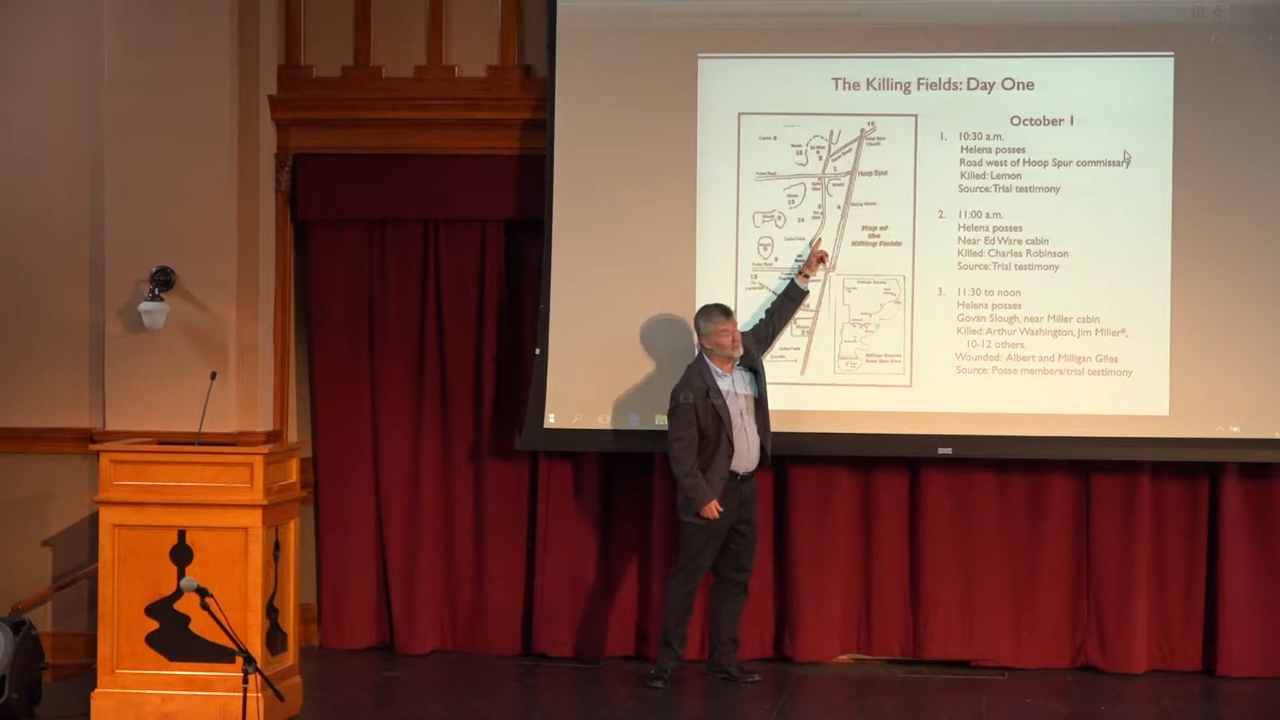 The Killing Fields: Day One
October 1
1. 10:30 a.m.
Helena posses
Road west of Hoop Spur commissary
Killed: Lemon
Source: Trial testimony
2. 11:00 a.m.
Helena posses
Near Ed Ware cabin
Killed: Charles Robinson
Source: Trial testimony
3. 11:30 to noon
Helena posses
Govan Slough, near Miller cabin
Killed: Arthur Washington, Jim Miller*,
10-12 others.
Wounded: Albert and Milligan Giles
Source: Posse members/trial testimony
Hoop Spur
Map of
the
Killing Fields